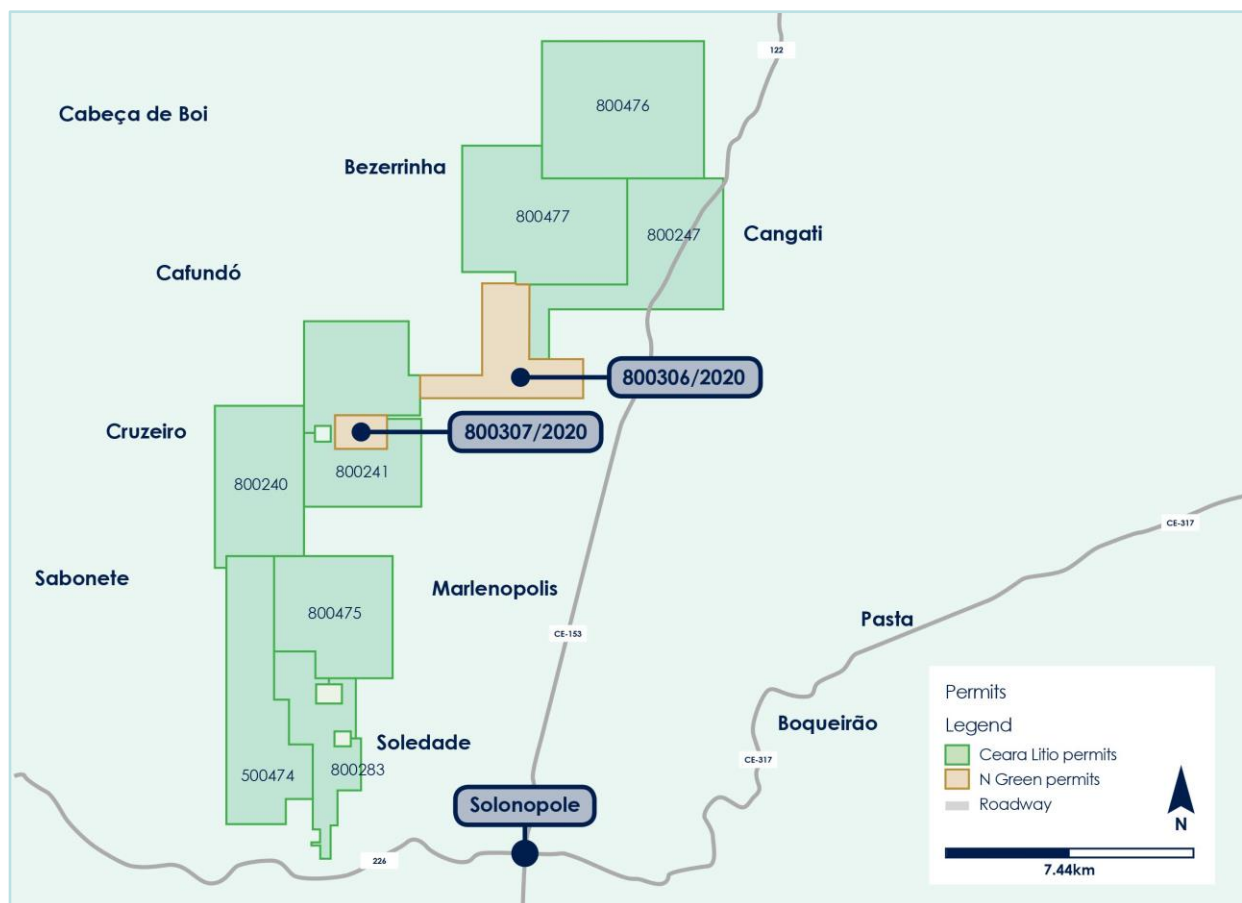 122
800476
Cabeça de Boi
Bezerrinha
800477
800247
Cangati
Cafundó
800306/2020
Cruzeiro
800307/2020
800241
800240
CE-317
Sabonete
Marlenopolis
800475
Pasta
CE-153
Permits
Legend
Ceara Litio permits
N Green permits
Roadway
N
7.44km
Boqueirão
Soledade
CE-317
500474
800283
Solonopole
226